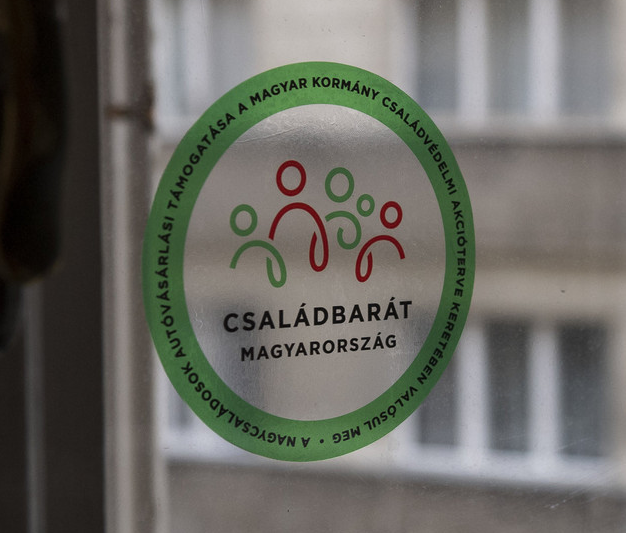 A NAGYCSALÁDOSOK AUTÓVÁSÁRLÁSI TÁMOGATÁSA A MAGYAR KORMÁNY CSALÁDVÉDELMI AKCIÓTERVE KERETÉBEN VALÓSUL MEG •
CSALÁDBARÁT
MAGYARORSZÁG